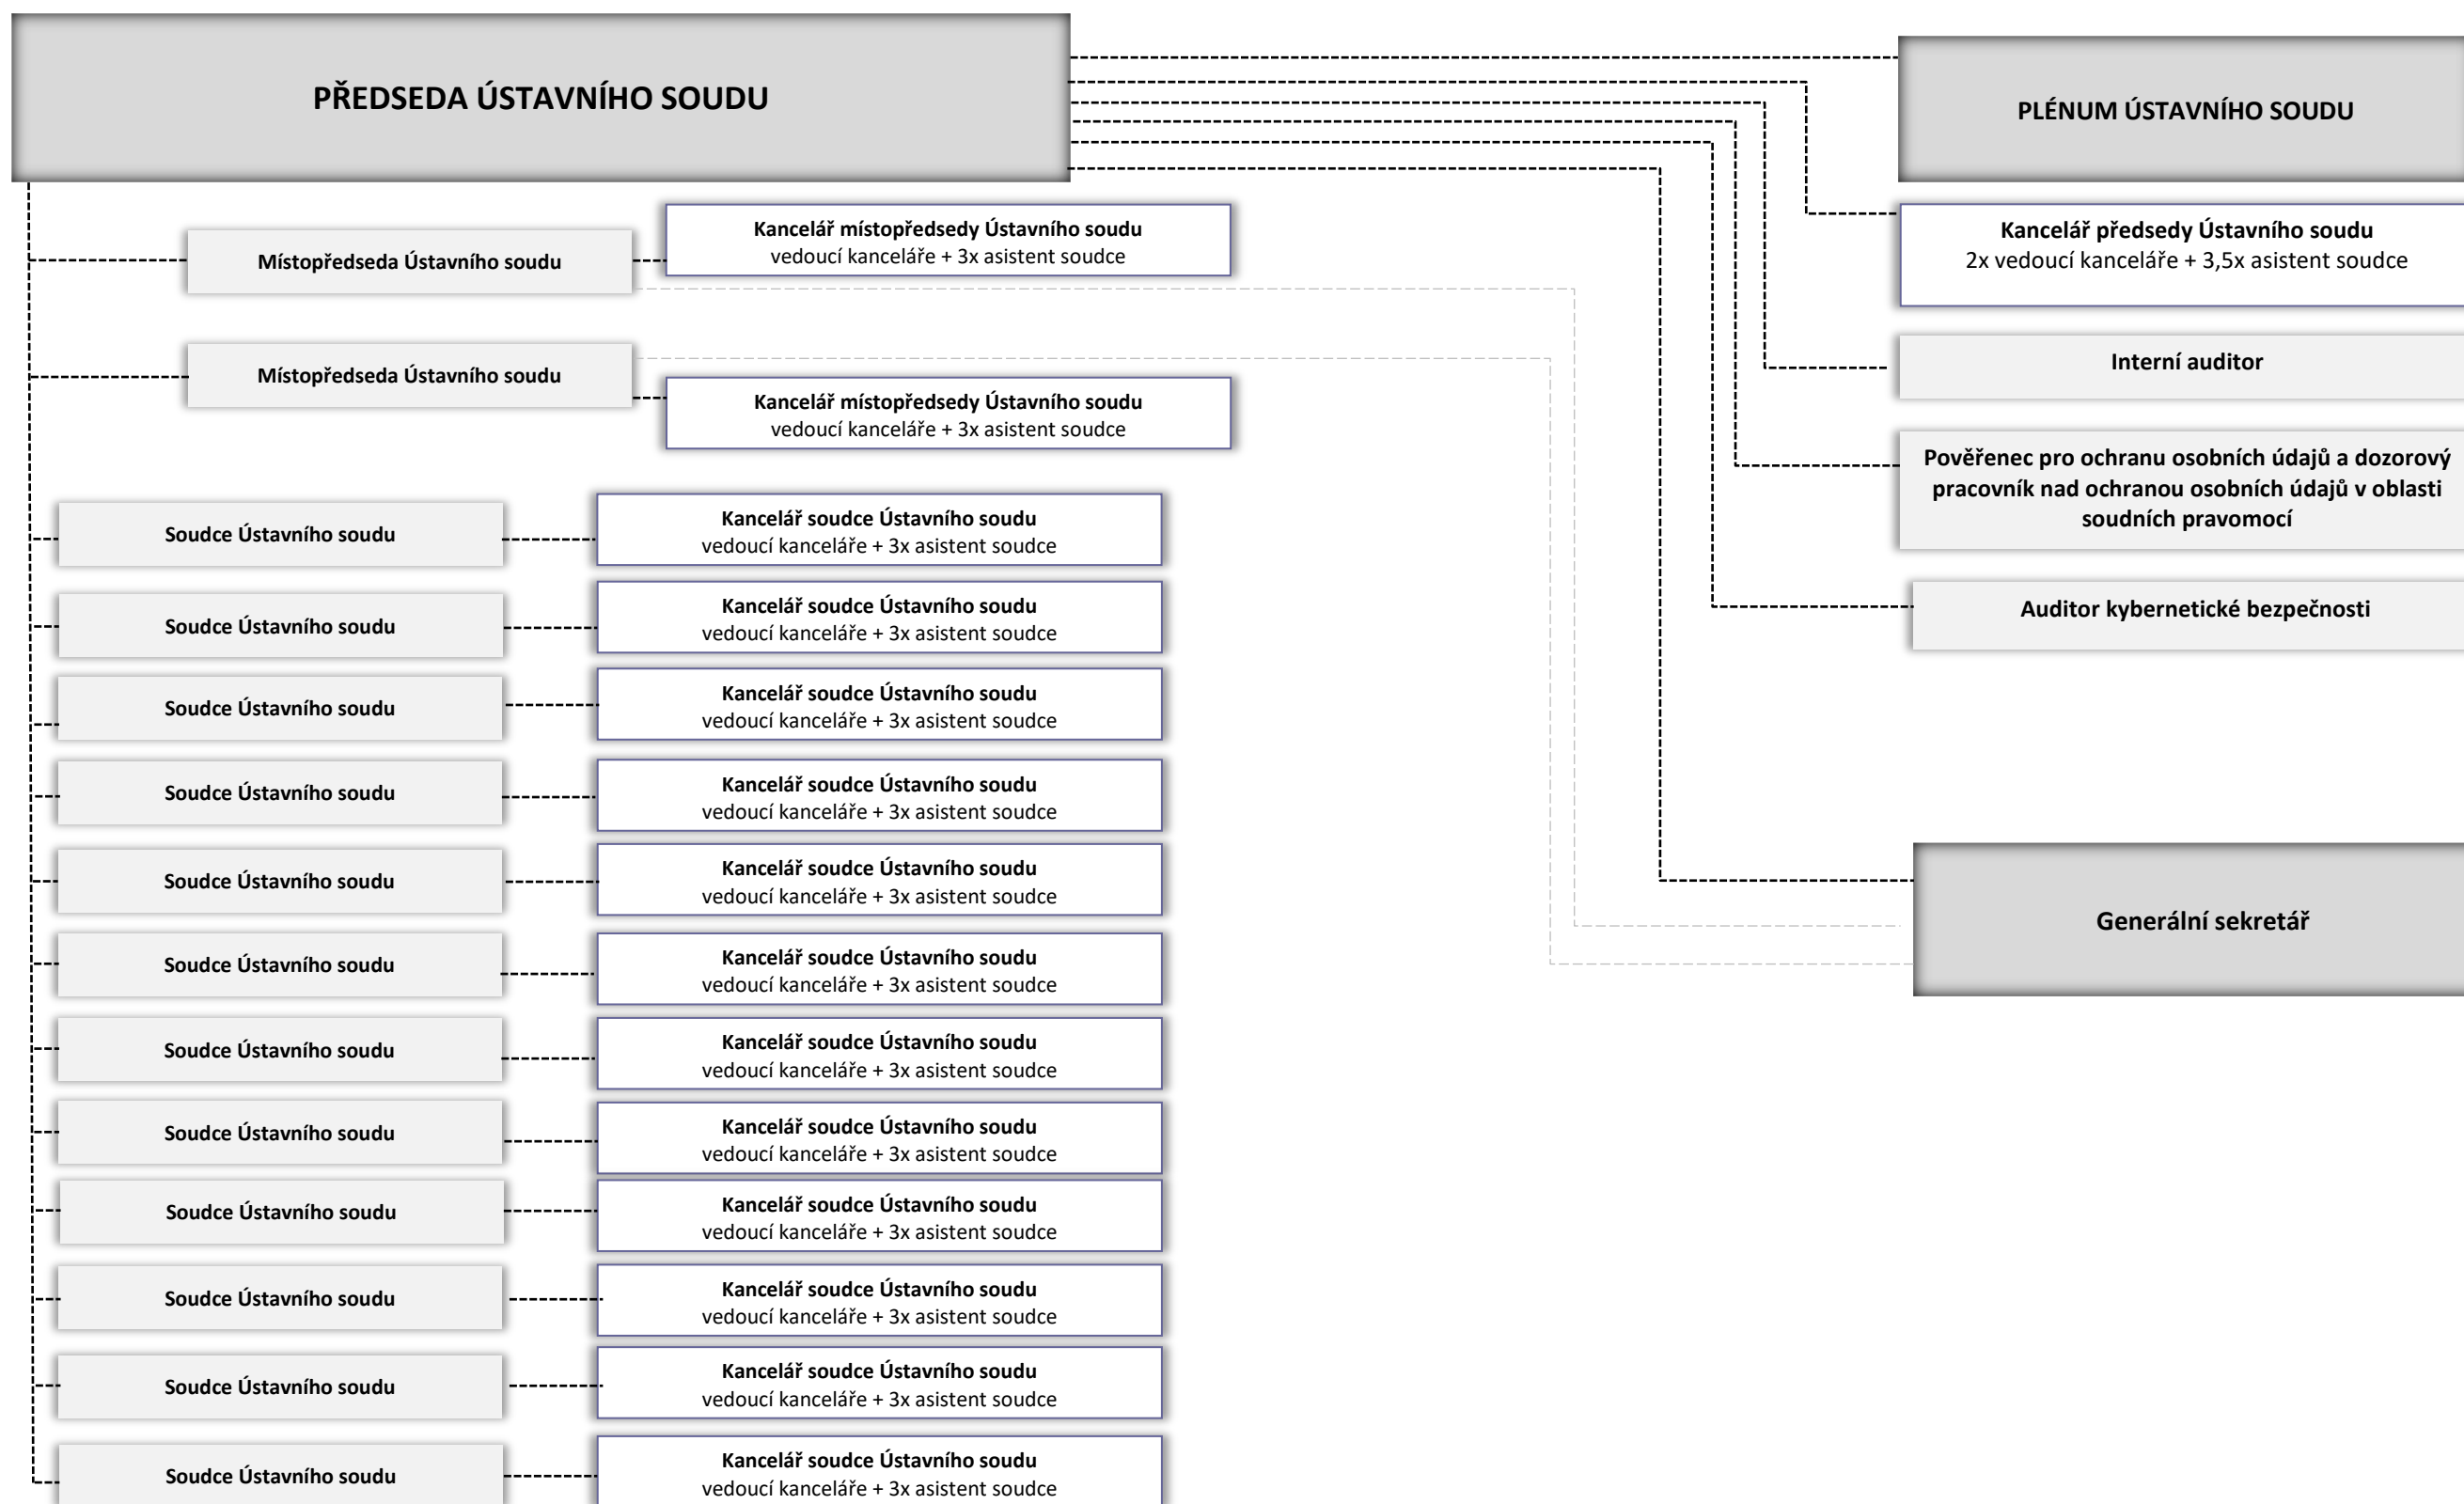 PŘEDSEDA ÚSTAVNÍHO SOUDU
PLÉNUM ÚSTAVNÍHO SOUDU
Místopředseda Ústavního soudu
Kancelář místopředsedy Ústavního soudu
vedoucí kanceláře + 3x asistent soudce
Kancelář předsedy Ústavního soudu
2x vedoucí kanceláře + 3,5x asistent soudce
Místopředseda Ústavního soudu
Kancelář místopředsedy Ústavního soudu
vedoucí kanceláře + 3x asistent soudce
Interní auditor
Pověřenec pro ochranu osobních údajů a dozorový
pracovník nad ochranou osobních údajů v oblasti
soudních pravomocí
Soudce Ústavního soudu
Kancelář soudce Ústavního soudu
vedoucí kanceláře + 3x asistent soudce
Soudce Ústavního soudu
Kancelář soudce Ústavního soudu
vedoucí kanceláře + 3x asistent soudce
Auditor kybernetické bezpečnosti
Soudce Ústavního soudu
Kancelář soudce Ústavního soudu
vedoucí kanceláře + 3x asistent soudce
Soudce Ústavního soudu
Kancelář soudce Ústavního soudu
vedoucí kanceláře + 3x asistent soudce
Soudce Ústavního soudu
Kancelář soudce Ústavního soudu
vedoucí kanceláře + 3x asistent soudce
Generální sekretář
Soudce Ústavního soudu
Kancelář soudce Ústavního soudu
vedoucí kanceláře + 3x asistent soudce
Soudce Ústavního soudu
Kancelář soudce Ústavního soudu
vedoucí kanceláře + 3x asistent soudce
Soudce Ústavního soudu
Kancelář soudce Ústavního soudu
vedoucí kanceláře + 3x asistent soudce
Soudce Ústavního soudu
Kancelář soudce Ústavního soudu
vedoucí kanceláře + 3x asistent soudce
Soudce Ústavního soudu
Kancelář soudce Ústavního soudu
vedoucí kanceláře + 3x asistent soudce
Soudce Ústavního soudu
Kancelář soudce Ústavního soudu
vedoucí kanceláře + 3x asistent soudce
Soudce Ústavního soudu
Kancelář soudce Ústavního soudu
vedoucí kanceláře + 3x asistent soudce